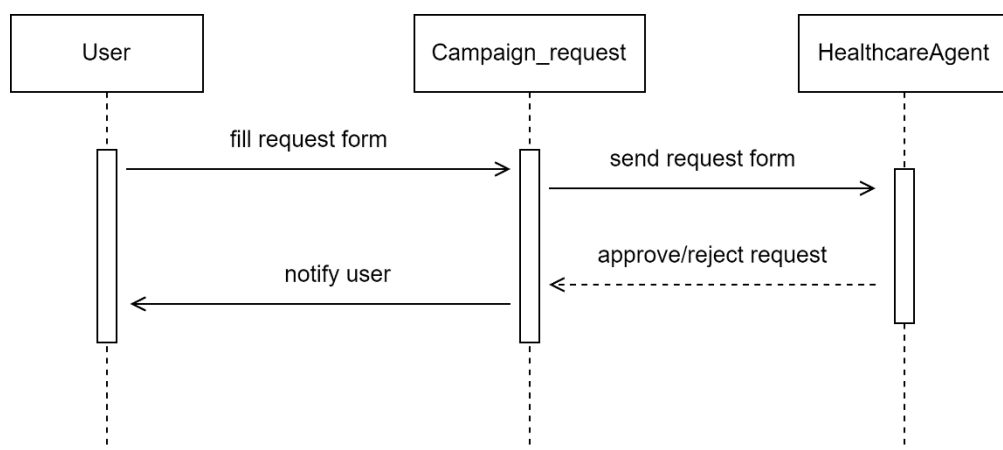 User
Campaign_request
HealthcareAgent
fill request form
send request form
approve/reject request
notify user